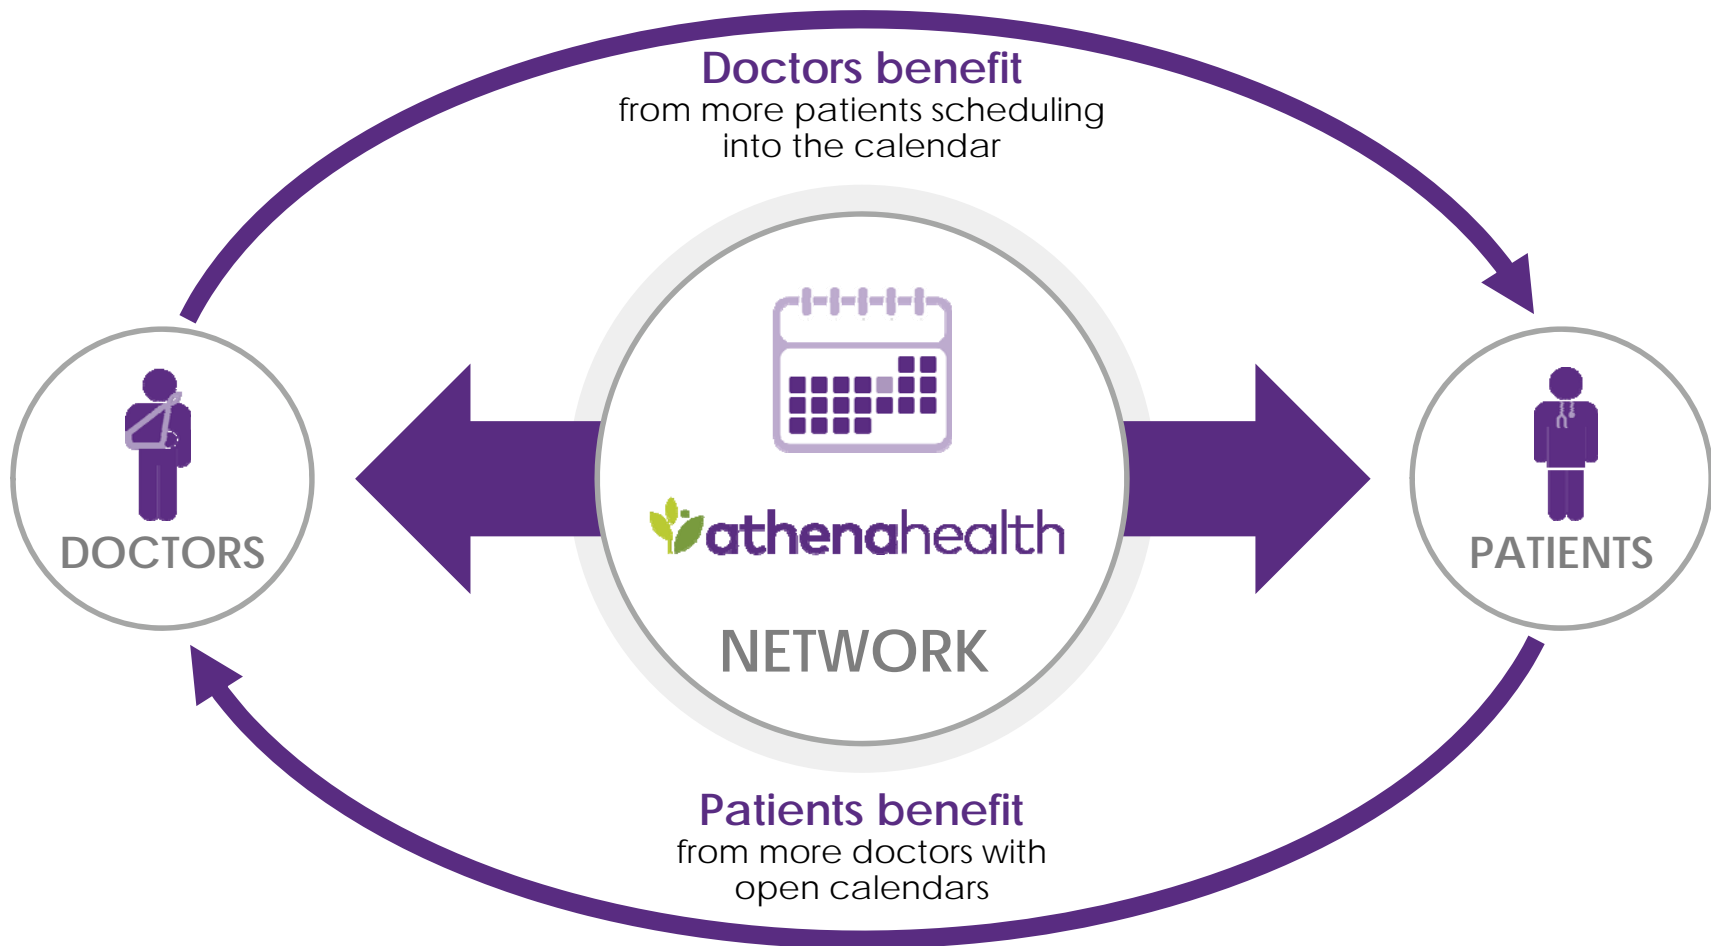 Doctors benefit
from more patients scheduling
into the calendar
DOCTORS
athenahealth
NETWORK
PATIENTS
Patients benefit
from more doctors with
open calendars